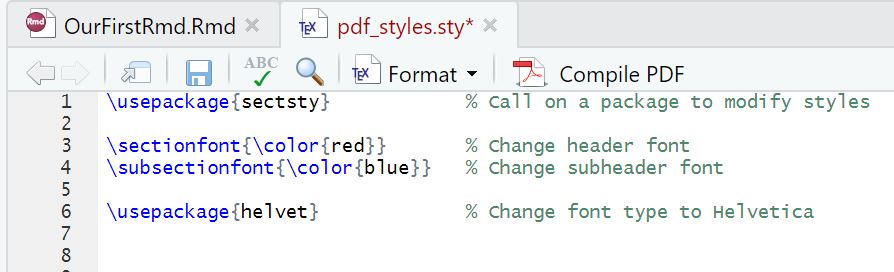 OurFirstRmd.Rmd pdf_styles.sty*
ABC Format Compile PDF
1 \usepackage{sectsty} % Call on a package to modify styles
2
3 \sectionfont{\color{red}} % Change header font
4 \subsectionfont{\color{blue}} % Change subheader font
5
6 \usepackage{helvet} % Change font type to Helvetica
7
8